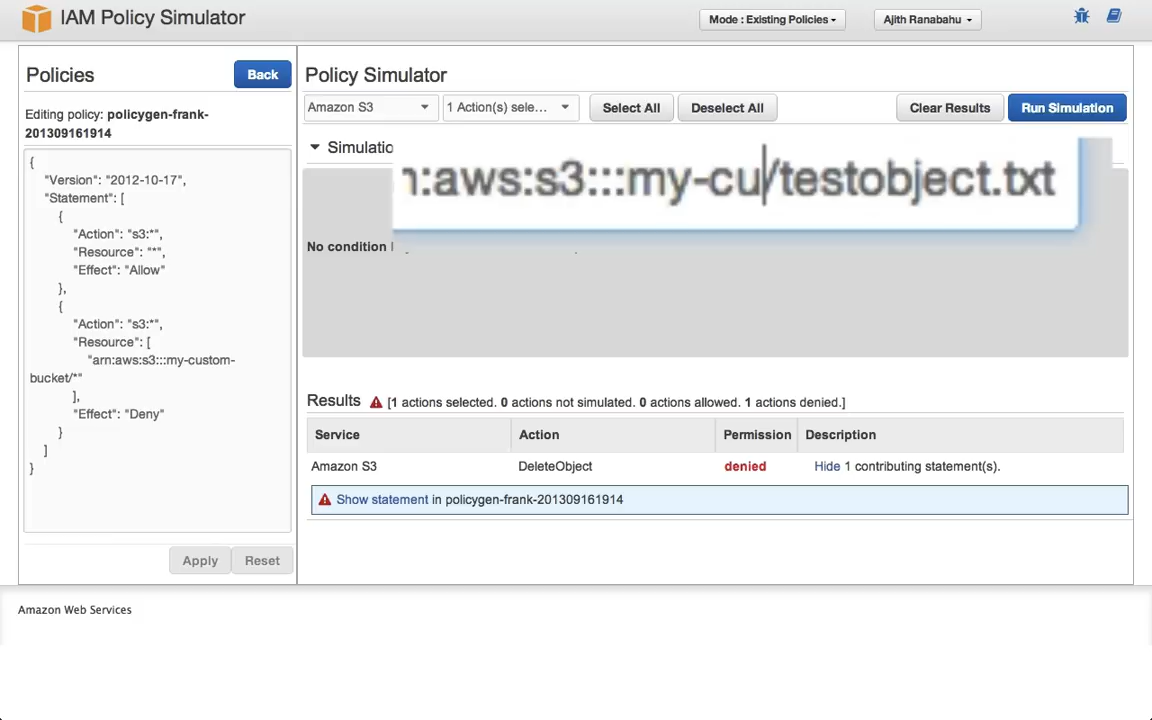 IAM Policy Simulator
Mode : Existing Policies
Ajith Ranabahu
Policies
Back
Editing policy: policygen-frank-
201309161914
{
"Version": "2012-10-17",
"Statement": [
{
"Action": "s3:*",
"Resource": "*",
"Effect": "Allow"
},
{
"Action": "s3:*",
"Resource": [
"arn:aws:s3:::my-custom-
bucket/*"
],
"Effect": "Deny"
}
]
}
Apply
Reset
Policy Simulator
Amazon S3
1 Action(s) sele...
Select All
Deselect All
Clear Results
Run Simulation
Simulatio
n:aws:s3:::my-cu/testobject.txt
No condition
Results [1 actions selected. 0 actions not simulated. 0 actions allowed. 1 actions denied.]
Service Action Permission Description
Amazon S3 DeleteObject denied Hide 1 contributing statement(s).
Show statement in policygen-frank-201309161914
Amazon Web Services